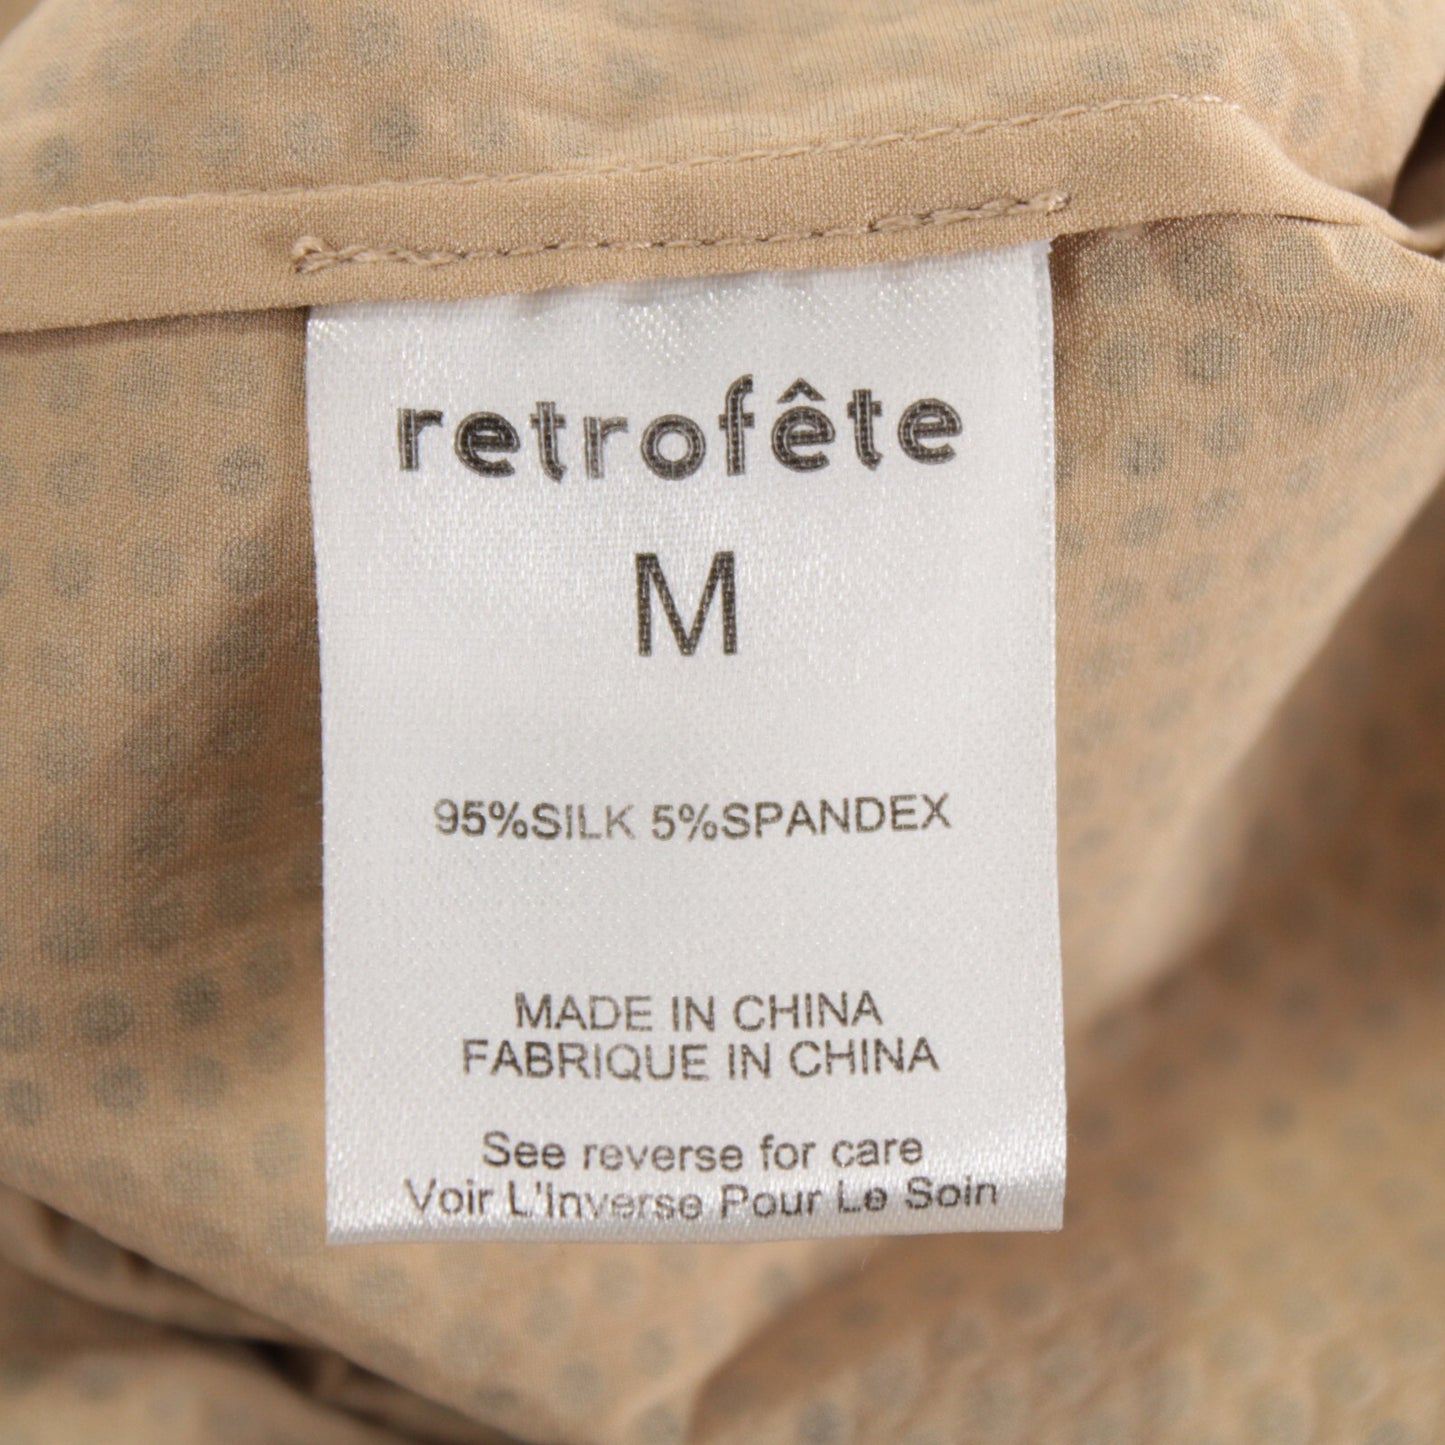 retrofête
M
95%SILK 5%SPANDEX
MADE IN CHINA
FABRIQUE IN CHINA
See reverse for care
Voir L'Inverse Pour Le Soin